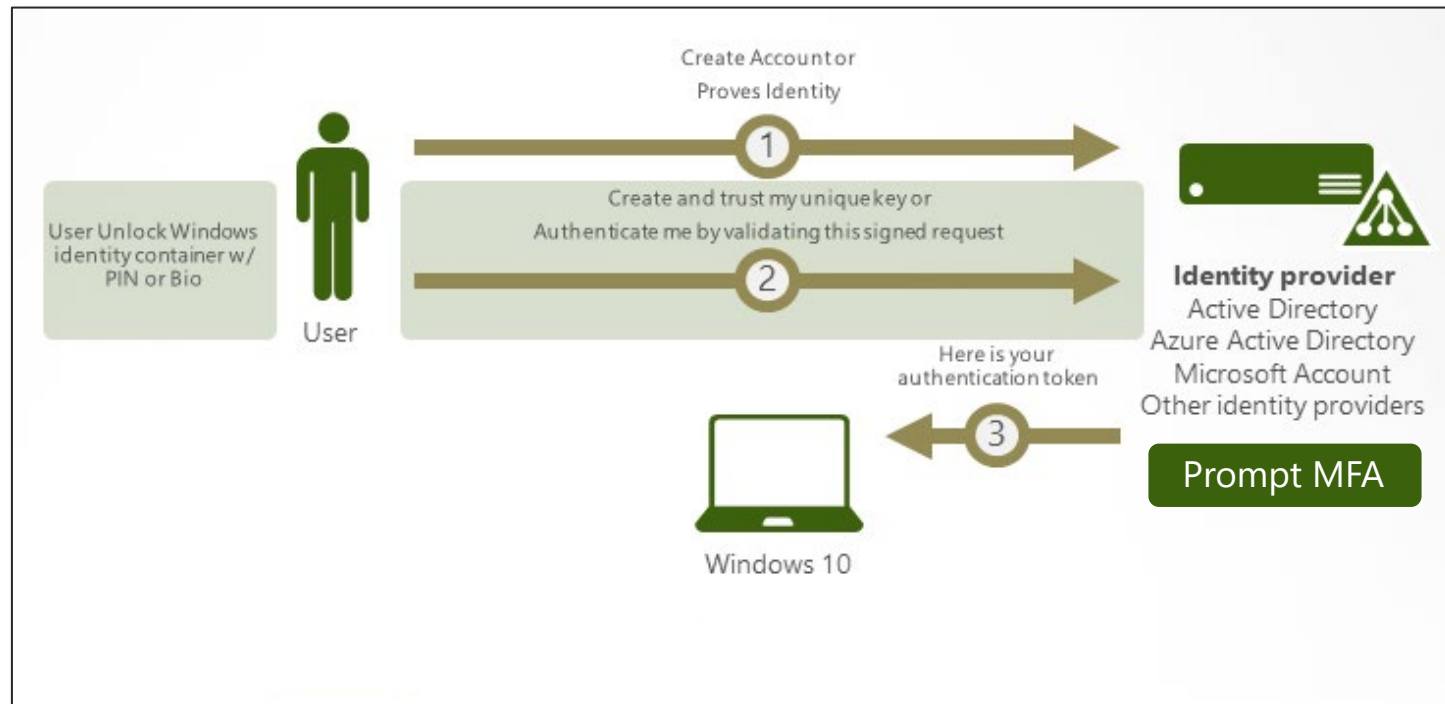 Create Account or
Proves Identity
1
User Unlock Windows
identity container w/
PIN or Bio
User
Create and trust my unique key or
Authenticate me by validating this signed request
2
Identity provider
Active Directory
Azure Active Directory
Microsoft Account
Other identity providers
Here is your
authentication token
3
Prompt MFA
Windows 10